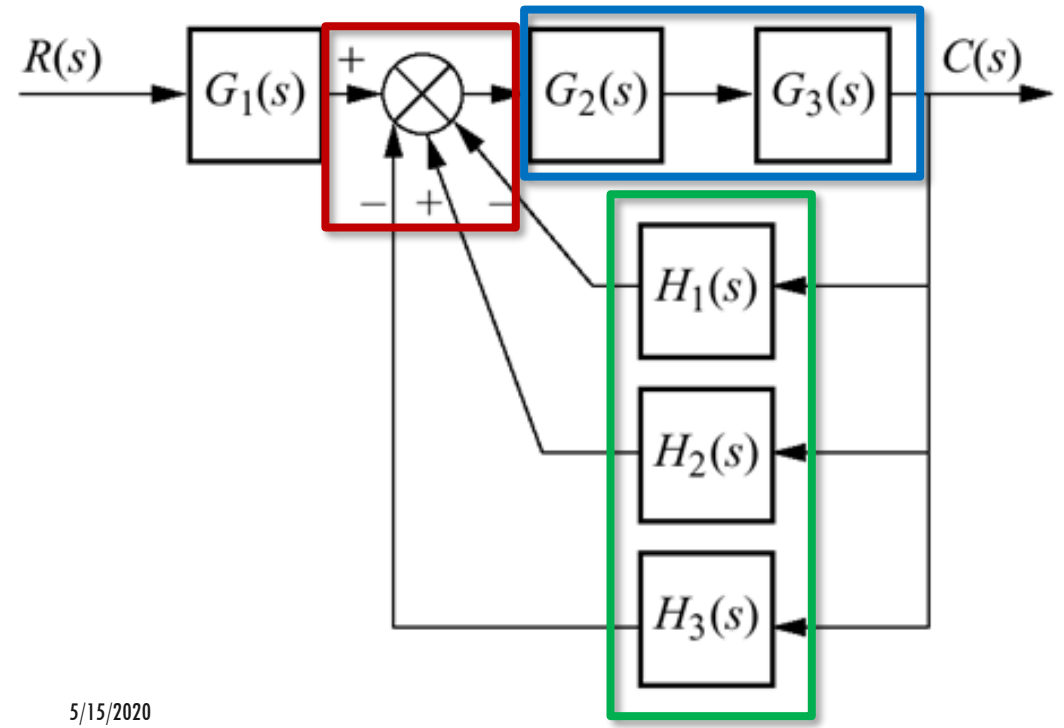 R(s)
G₁(s)
+
G₂(s)
G₃(s)
C(s)
− + −
H₁(s)
H₂(s)
H₃(s)
5/15/2020